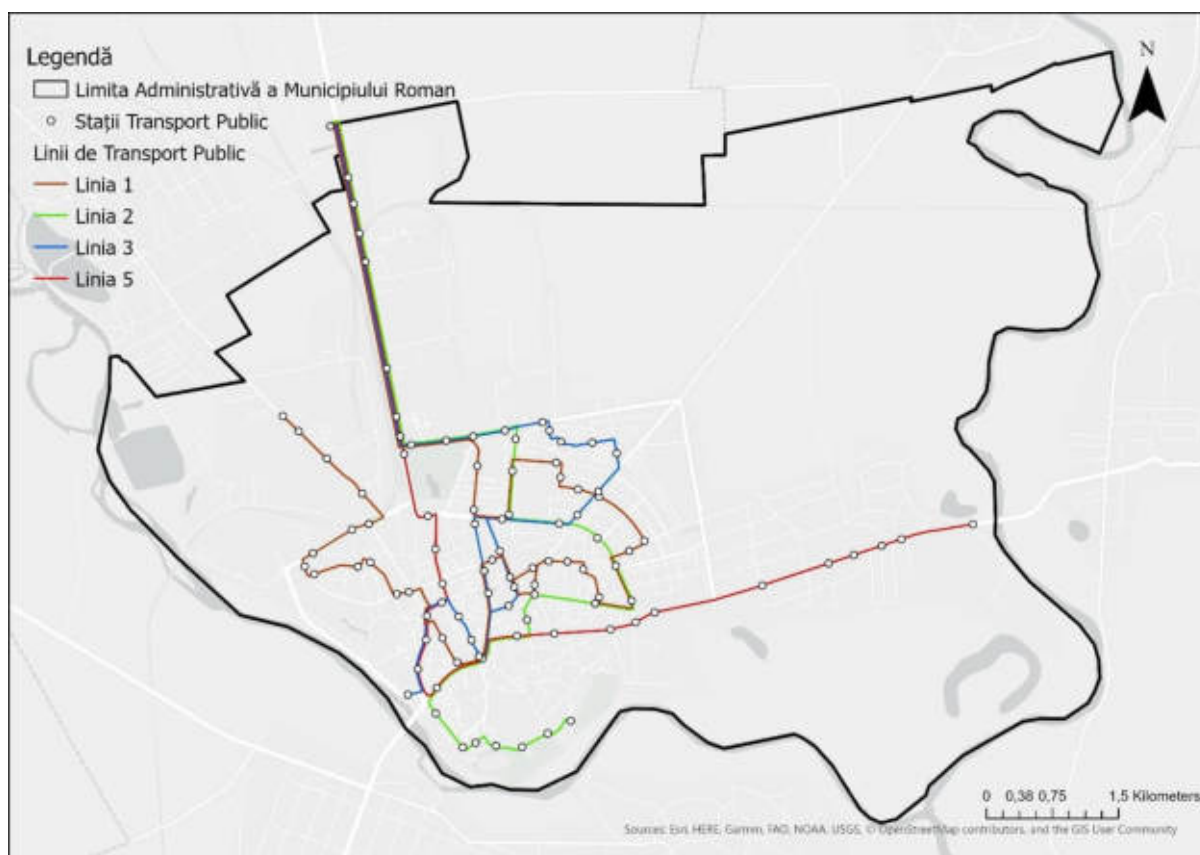 Legendă
Limita Administrativă a Municipiului Roman
Stații Transport Public
Linii de Transport Public
Linia 1
Linia 2
Linia 3
Linia 5
N
0 0,38 0,75 1,5 Kilometers
Sources: Esri, HERE, Garmin, FAO, NOAA, USGS, © OpenStreetMap contributors, and the GIS User Community